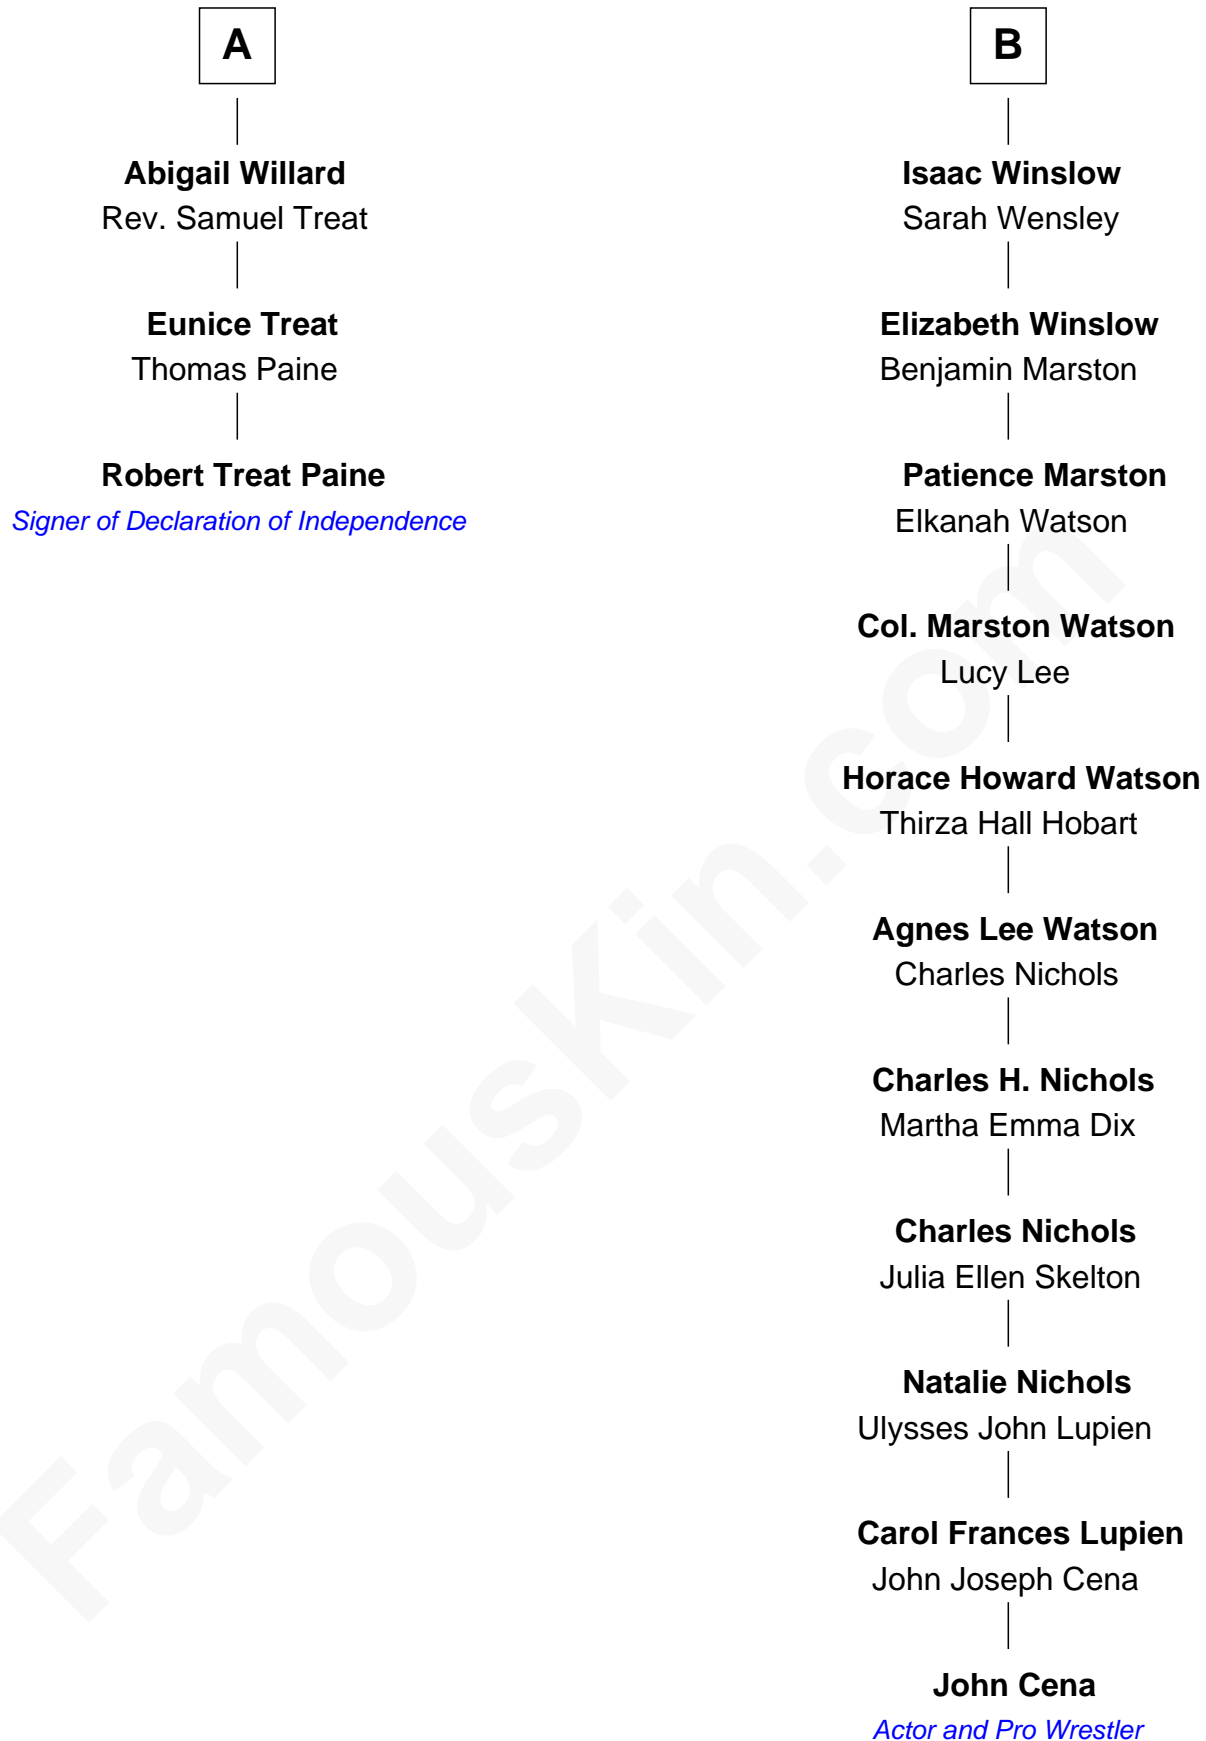 A
Abigail Willard
Rev. Samuel Treat
Eunice Treat
Thomas Paine
Robert Treat Paine
Signer of Declaration of Independence
B
Isaac Winslow
Sarah Wensley
Elizabeth Winslow
Benjamin Marston
Patience Marston
Elkanah Watson
Col. Marston Watson
Lucy Lee
Horace Howard Watson
Thirza Hall Hobart
Agnes Lee Watson
Charles Nichols
Charles H. Nichols
Martha Emma Dix
Charles Nichols
Julia Ellen Skelton
Natalie Nichols
Ulysses John Lupien
Carol Frances Lupien
John Joseph Cena
John Cena
Actor and Pro Wrestler
FamousKin.com